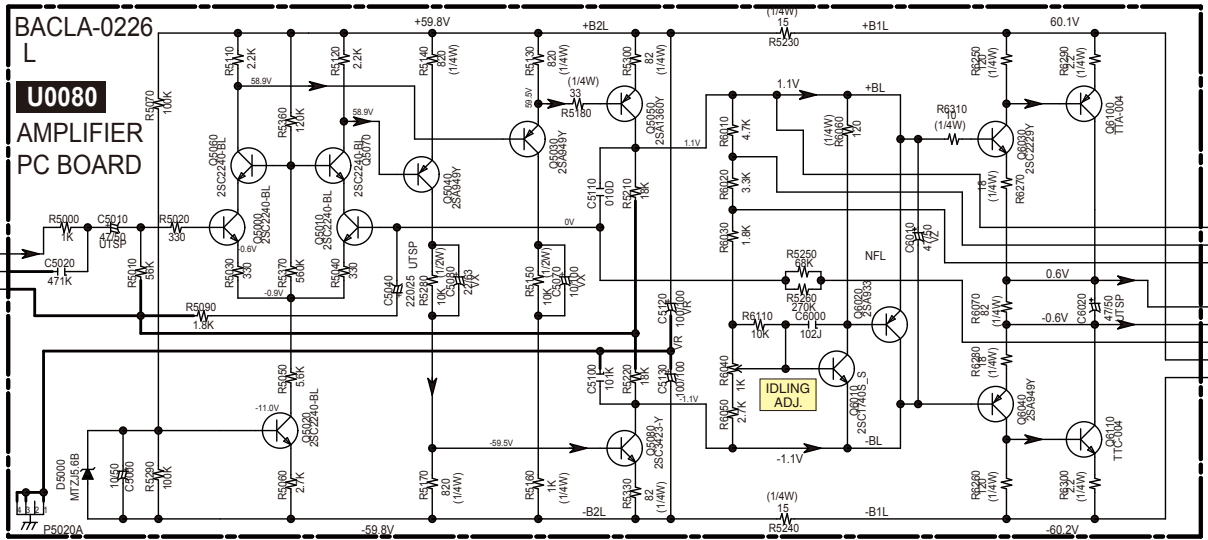 BACLA-0226
L
U0080
AMPLIFIER
PC BOARD
+59.8V
+B2L
(1/4W)
15
R5230
+B1L
60.1V
R5110
2.2K
R5120
2.2K
R5140
820
(1/4W)
R5130
820
(1/4W)
R5300
82
(1/4W)
R6250
120
(1/4W)
R6290
2.2
(1/4W)
R5070
100K
58.9V
R5360
120K
58.9V
59.5V
(1/4W)
33
R5180
Q5050
2SA1360Y
1.1V
1.1V
+BL
R6010
4.7K
(1/4W)
R6060
120
R6310
10
(1/4W)
Q6030
2SC2229Y
Q6100
TTA-004
Q5060
2SC2240-BL
2SC2240-BL
Q5070
Q5040
2SA949Y
Q5030
2SA949Y
C5110
010D
R5210
18K
R6020
3.3K
18
(1/4W)
R6270
R5000
1K
C5010
47/50
UTSP
R5020
330
Q5000
2SC2240-BL
Q5010
2SC2240-BL
0V
R6030
1.8K
C6010
47/50
VZ
C5020
471K
R5010
56K
-0.6V
R5030
330
R5370
560K
R5040
330
C5040
220/25
UTSP
R5280
10K
(1/2W)
C5080
22/63
VX
R5150
10K
(1/2W)
C5070
10/100
VX
R5250
68K
R5260
270K
NFL
0.6V
-0.9V
R5090
1.8K
C5120
100/100
VR
R6110
10K
C6000
102J
Q6020
2SA933
R6070
82
(1/4W)
-0.6V
C6020
47/50
UTSP
VR
R5050
5.6K
C5100
101K
R5220
18K
C5130
100/100
R6040
1K
IDLING
ADJ.
R6280
18
(1/4W)
-11.0V
Q5020
2SC2240-BL
-1.1V
R6050
2.7K
Q6010
2SC1740S_S
Q6040
2SA949Y
D5000
MTZJ5.6B
10/50
C5000
R5290
100K
R5060
2.7K
-59.5V
R5170
820
(1/4W)
R5160
1K
(1/4W)
Q5080
2SC3423-Y
R5330
82
(1/4W)
-1.1V
-BL
Q6110
TTC-004
R6260
120
(1/4W)
R6300
2.2
(1/4W)
4 3 2 1
P5020A
-59.8V
-B2L
(1/4W)
15
R5240
-B1L
-60.2V